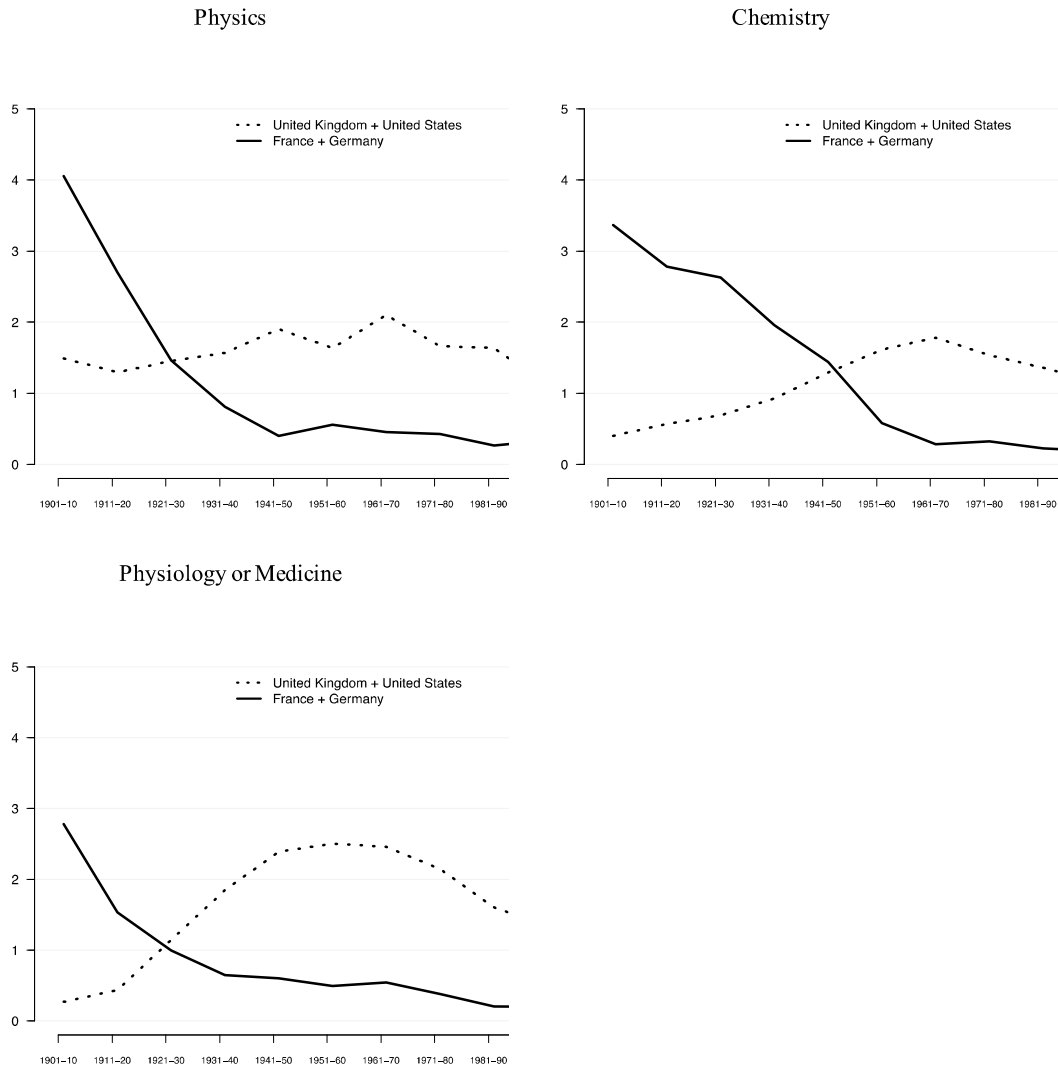 Physics
5
United Kingdom + United States
France + Germany
4
3
2
1
0
1901–10 1911–20 1921–30 1931–40 1941–50 1951–60 1961–70 1971–80 1981–90
Chemistry
5
United Kingdom + United States
France + Germany
4
3
2
1
0
1901–10 1911–20 1921–30 1931–40 1941–50 1951–60 1961–70 1971–80 1981–90
Physiology or Medicine
5
United Kingdom + United States
France + Germany
4
3
2
1
0
1901–10 1911–20 1921–30 1931–40 1941–50 1951–60 1961–70 1971–80 1981–90